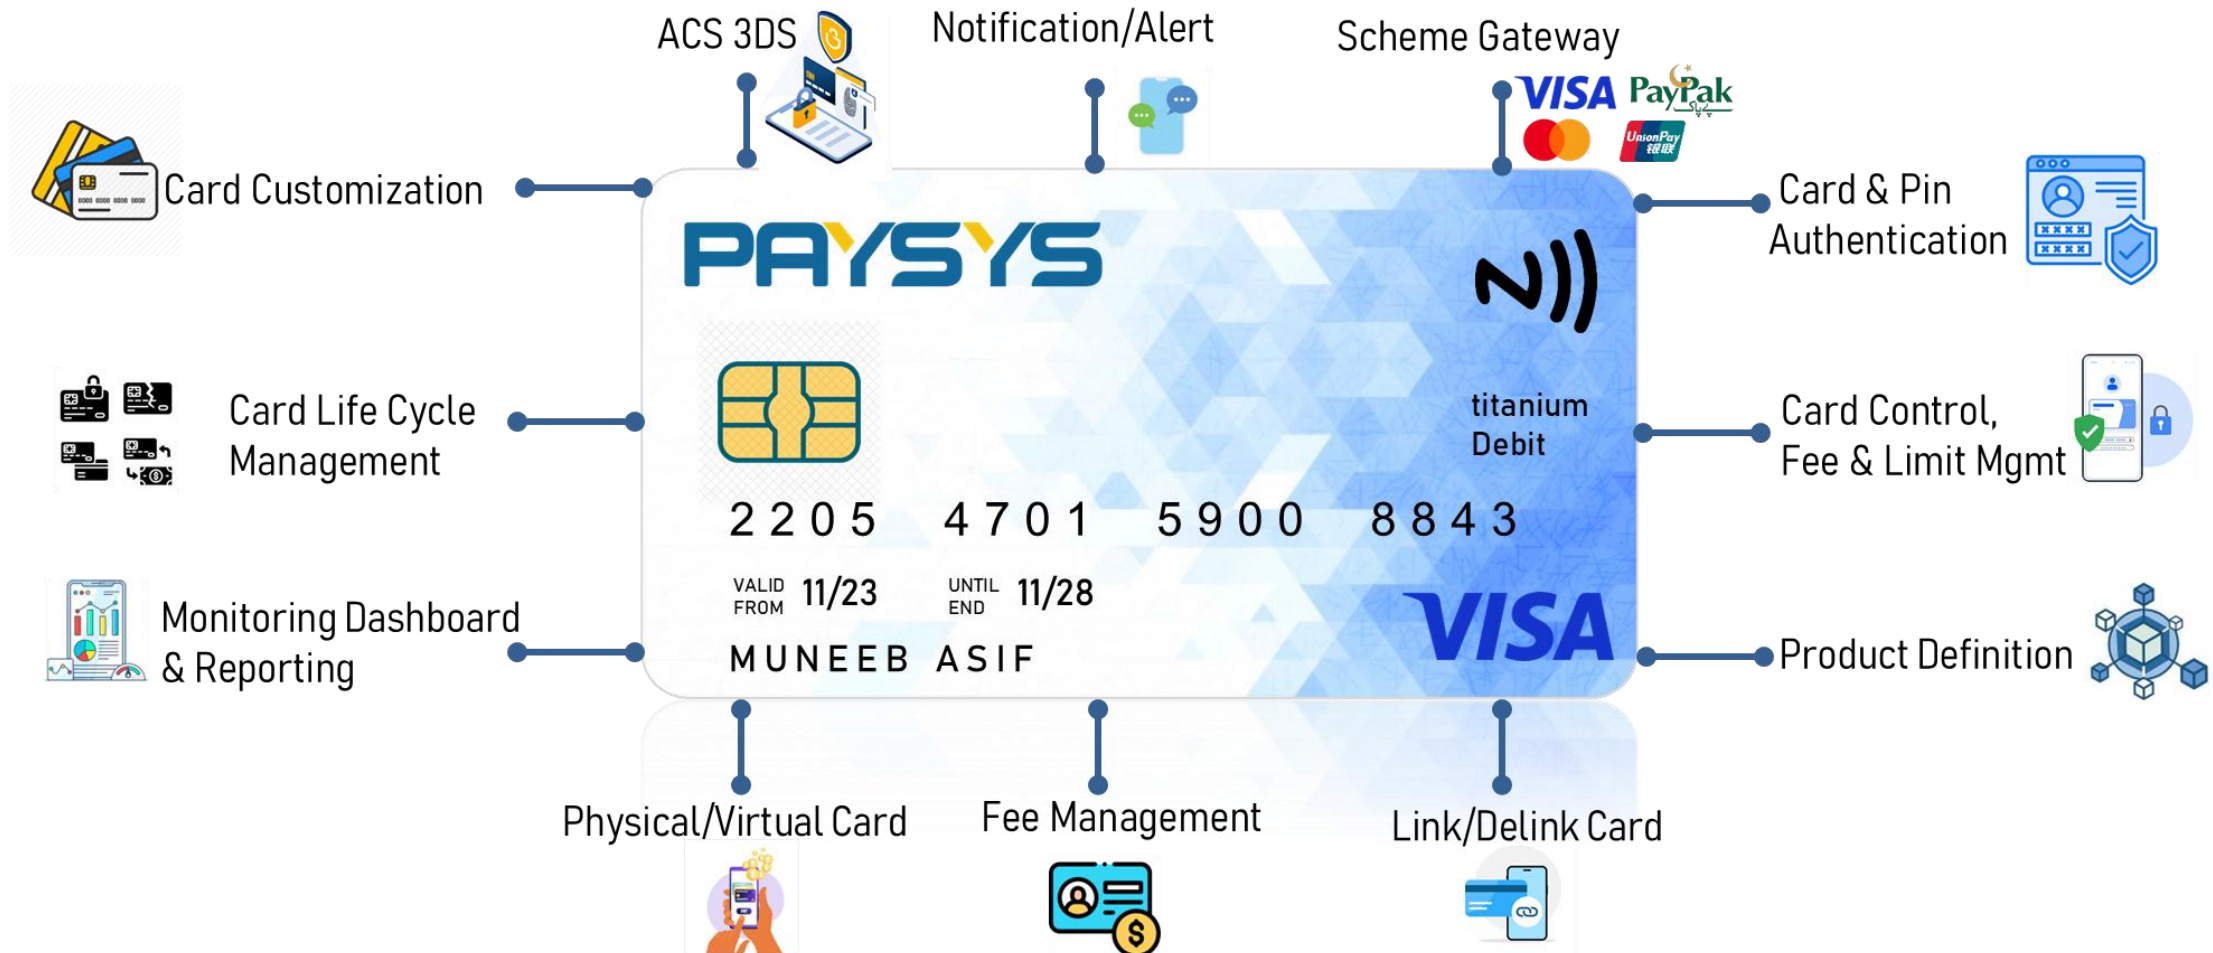 ACS 3DS
Notification/Alert
Scheme Gateway
VISA PayPak
پے پاک
UnionPay
银联
Card Customization
Card & Pin
Authentication
PAYSYS
Card Life Cycle
Management
titanium
Debit
Card Control,
Fee & Limit Mgmt
2205 4701 5900 8843
VALID
FROM 11/23
UNTIL
END 11/28
MUNEEB ASIF
VISA
Monitoring Dashboard
& Reporting
Product Definition
Physical/Virtual Card
Fee Management
Link/Delink Card